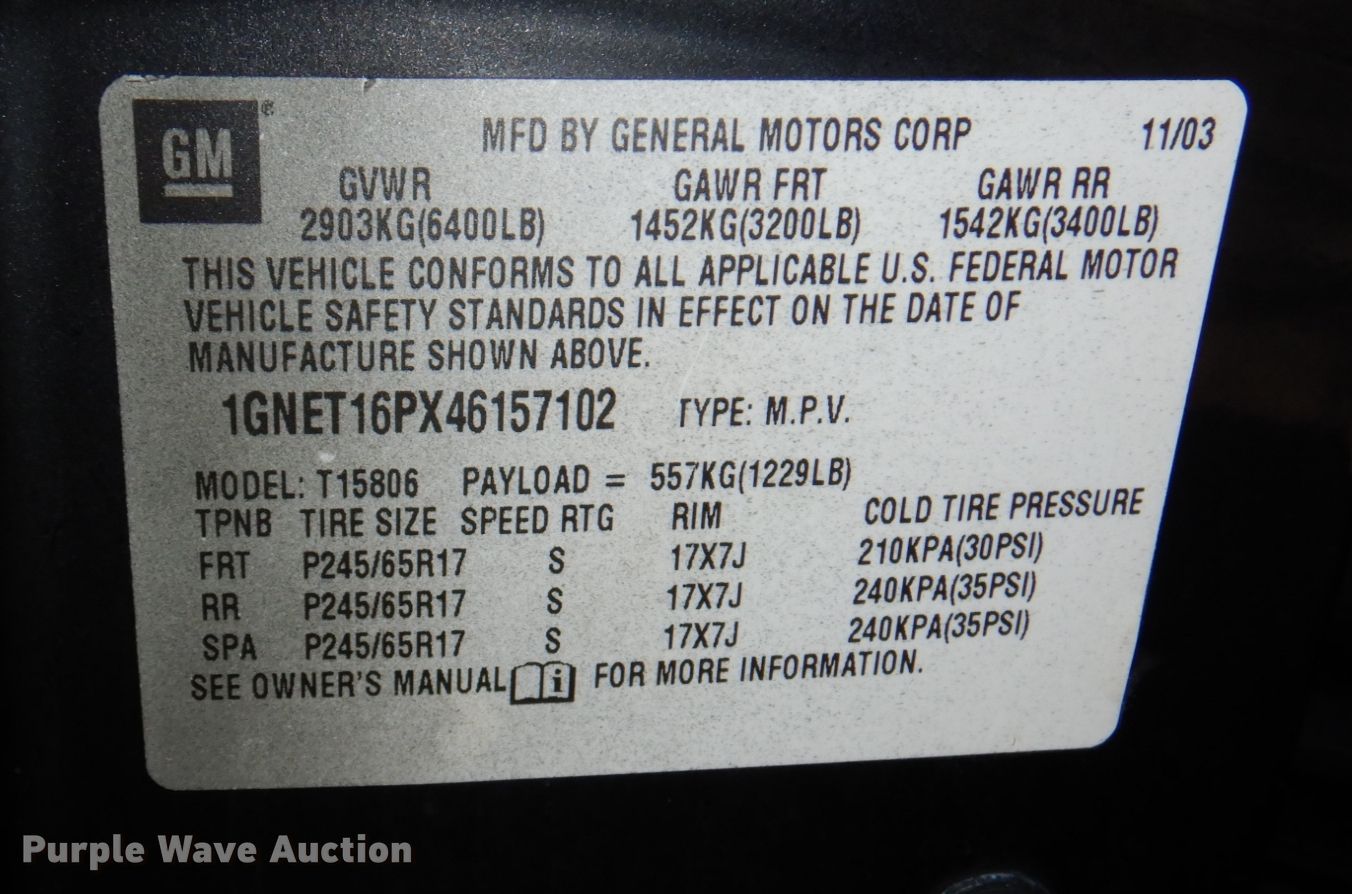 GM®
MFD BY GENERAL MOTORS CORP 11/03
GVWR GAWR FRT GAWR RR
2903KG(6400LB) 1452KG(3200LB) 1542KG(3400LB)
THIS VEHICLE CONFORMS TO ALL APPLICABLE U.S. FEDERAL MOTOR
VEHICLE SAFETY STANDARDS IN EFFECT ON THE DATE OF
MANUFACTURE SHOWN ABOVE.
1GNET16PX46157102 TYPE: M.P.V.
MODEL: T15806 PAYLOAD = 557KG(1229LB)
TPNB TIRE SIZE SPEED RTG RIM COLD TIRE PRESSURE
FRT P245/65R17 S 17X7J 210KPA(30PSI)
RR P245/65R17 S 17X7J 240KPA(35PSI)
SPA P245/65R17 S 17X7J 240KPA(35PSI)
SEE OWNER'S MANUAL i FOR MORE INFORMATION.
Purple Wave Auction